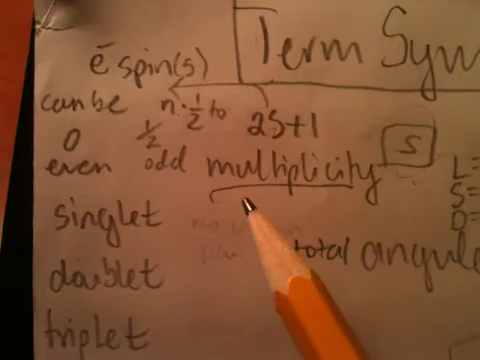 Term Sym
e̅ spin(s)
can be n·½ to
0 ½ 2S+1
even odd multiplicity S
L=
S=
D=
singlet
total angula
doublet
triplet